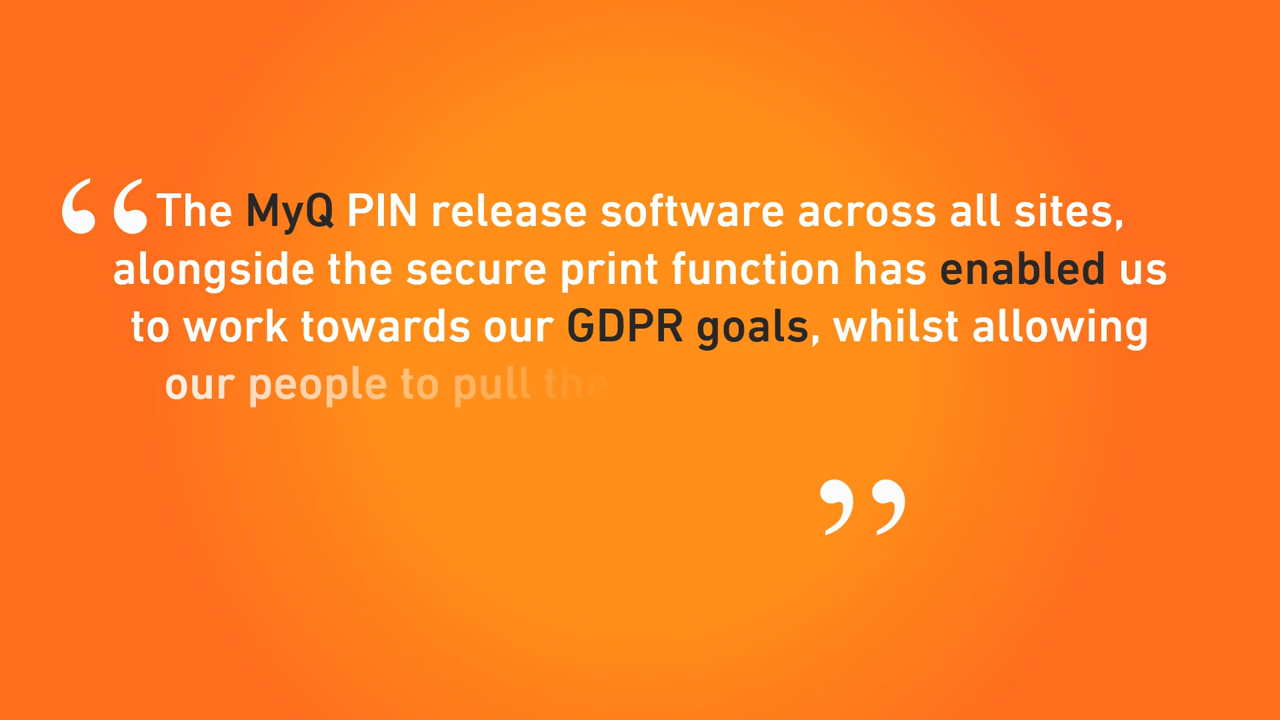 “The MyQ PIN release software across all sites,
alongside the secure print function has enabled us
to work towards our GDPR goals, whilst allowing
our people to pull the
”